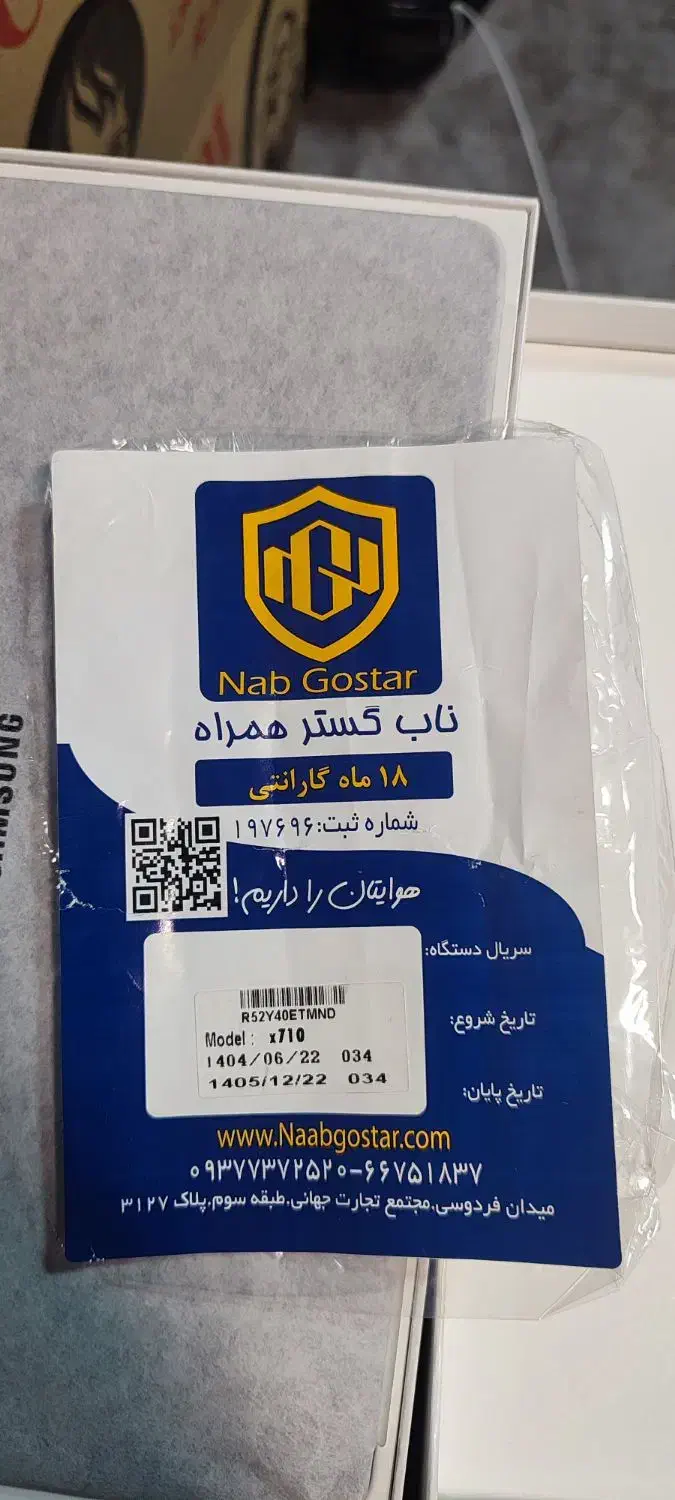 SAMSUNG
Nab Gostar
ناب گستر همراه
۱۸ ماه گارانتی
شماره ثبت: ۱۹۷۶۹۶
هوایتان را داریم!
سریال دستگاه:
R52Y40ETMND
Model : x710
تاریخ شروع:
1404/06/22 034
تاریخ پایان:
1405/12/22 034
www.Naabgostar.com
۰۹۳۷۷۳۷۲۵۲۰-۶۶۷۵۱۸۳۷
میدان فردوسی.مجتمع تجارت جهانی.طبقه سوم.پلاک ۳۱۲۷